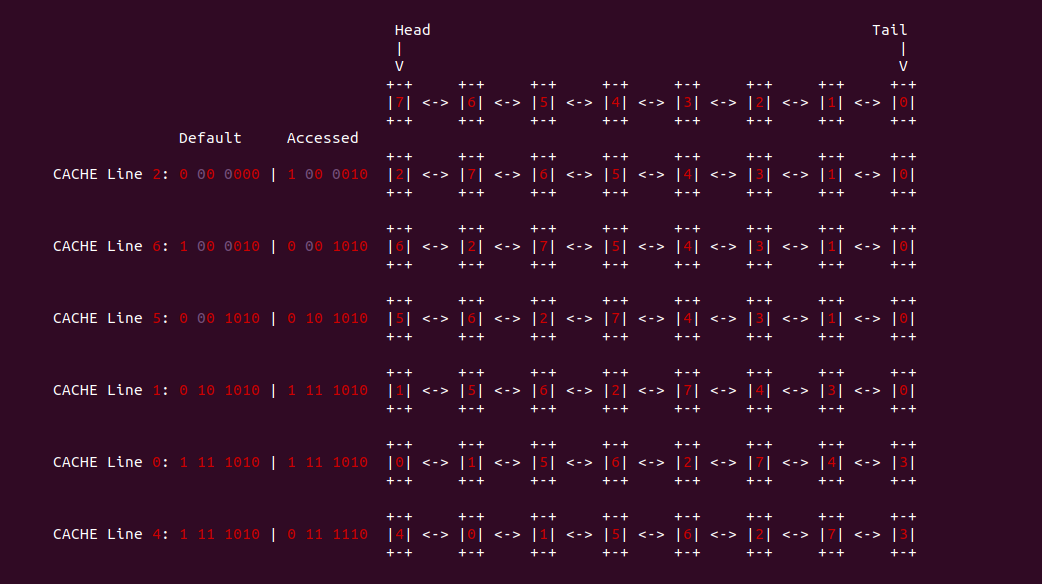 Head Tail
| |
V V
+-+ +-+ +-+ +-+ +-+ +-+ +-+ +-+
|7| <-> |6| <-> |5| <-> |4| <-> |3| <-> |2| <-> |1| <-> |0|
+-+ +-+ +-+ +-+ +-+ +-+ +-+ +-+
Default Accessed
+-+ +-+ +-+ +-+ +-+ +-+ +-+ +-+
CACHE Line 2: 0 00 0000 | 1 00 0010 |2| <-> |7| <-> |6| <-> |5| <-> |4| <-> |3| <-> |1| <-> |0|
+-+ +-+ +-+ +-+ +-+ +-+ +-+ +-+
+-+ +-+ +-+ +-+ +-+ +-+ +-+ +-+
CACHE Line 6: 1 00 0010 | 0 00 1010 |6| <-> |2| <-> |7| <-> |5| <-> |4| <-> |3| <-> |1| <-> |0|
+-+ +-+ +-+ +-+ +-+ +-+ +-+ +-+
+-+ +-+ +-+ +-+ +-+ +-+ +-+ +-+
CACHE Line 5: 0 00 1010 | 0 10 1010 |5| <-> |6| <-> |2| <-> |7| <-> |4| <-> |3| <-> |1| <-> |0|
+-+ +-+ +-+ +-+ +-+ +-+ +-+ +-+
+-+ +-+ +-+ +-+ +-+ +-+ +-+ +-+
CACHE Line 1: 0 10 1010 | 1 11 1010 |1| <-> |5| <-> |6| <-> |2| <-> |7| <-> |4| <-> |3| <-> |0|
+-+ +-+ +-+ +-+ +-+ +-+ +-+ +-+
+-+ +-+ +-+ +-+ +-+ +-+ +-+ +-+
CACHE Line 0: 1 11 1010 | 1 11 1010 |0| <-> |1| <-> |5| <-> |6| <-> |2| <-> |7| <-> |4| <-> |3|
+-+ +-+ +-+ +-+ +-+ +-+ +-+ +-+
+-+ +-+ +-+ +-+ +-+ +-+ +-+ +-+
CACHE Line 4: 1 11 1010 | 0 11 1110 |4| <-> |0| <-> |1| <-> |5| <-> |6| <-> |2| <-> |7| <-> |3|
+-+ +-+ +-+ +-+ +-+ +-+ +-+ +-+